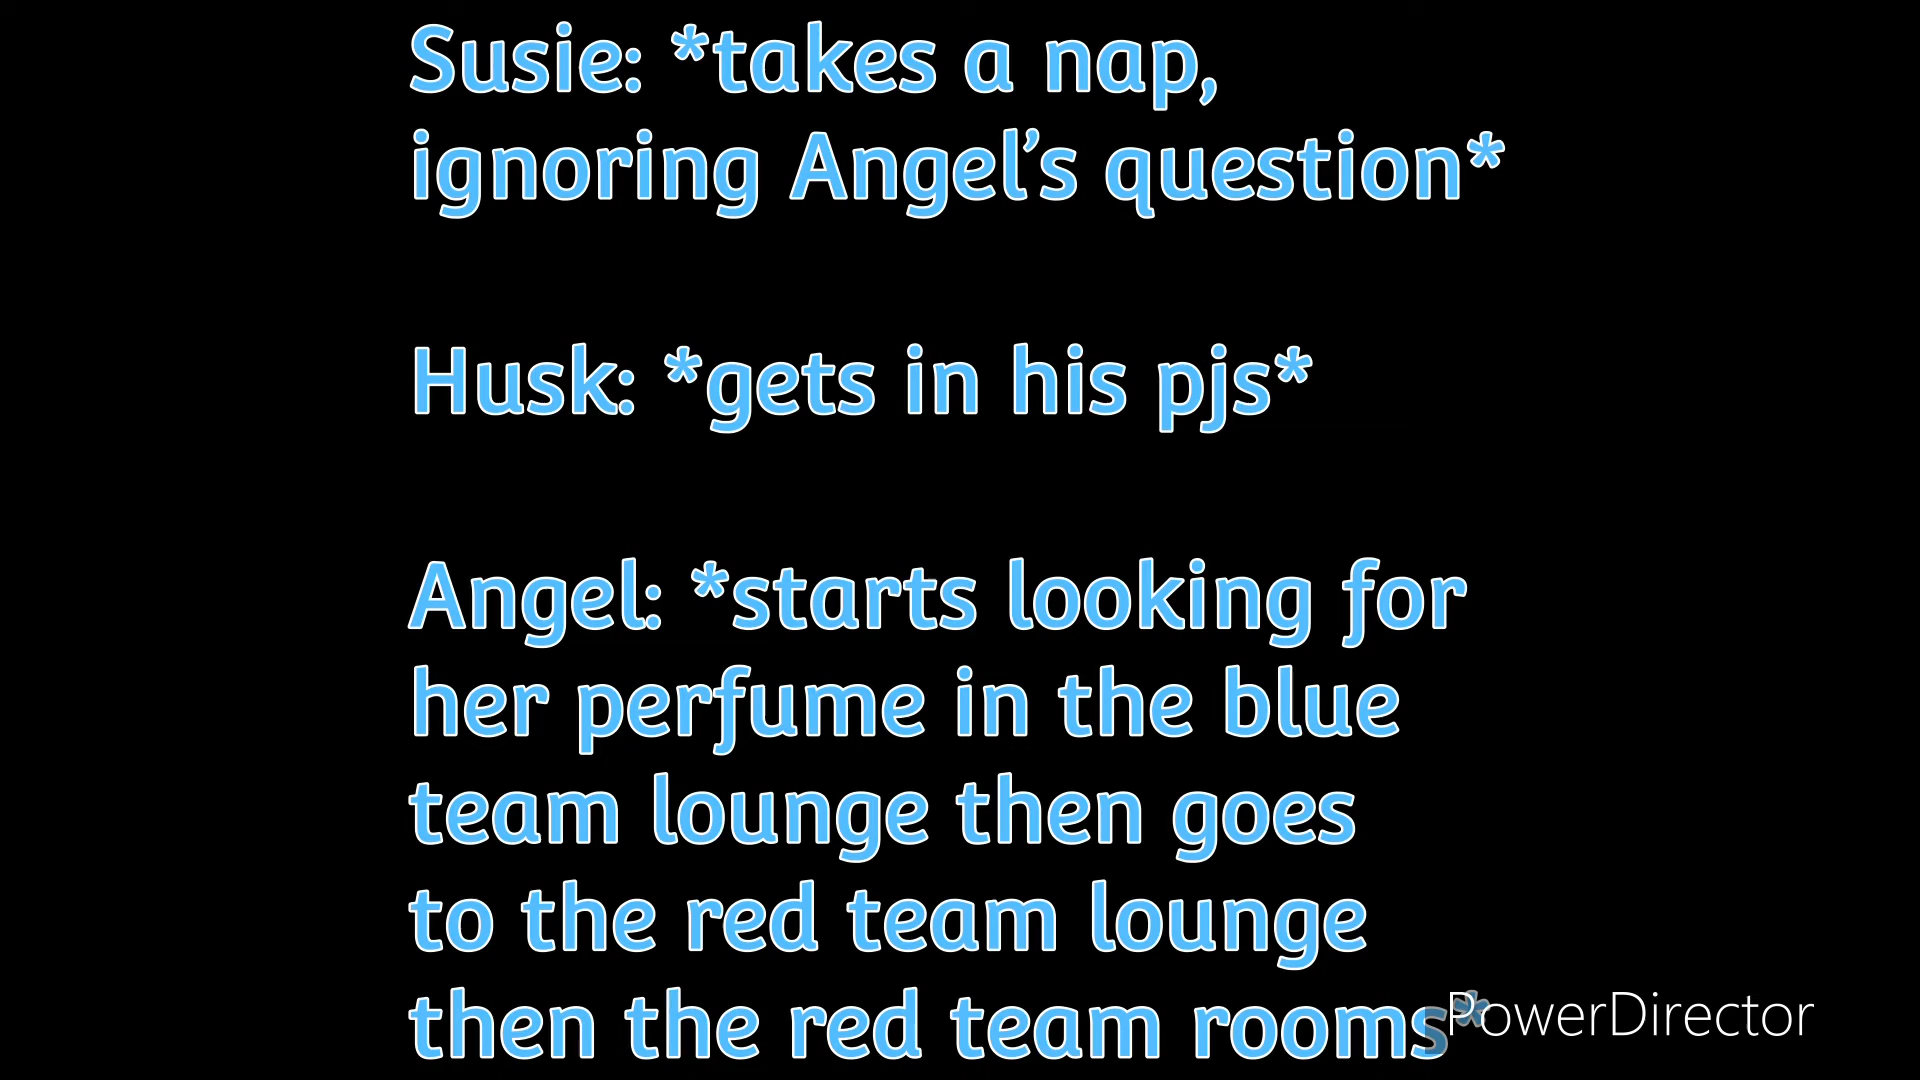 Susie: *takes a nap,
ignoring Angel’s question*
Husk: *gets in his pjs*
Angel: *starts looking for
her perfume in the blue
team lounge then goes
to the red team lounge
then the red team rooms*
PowerDirector